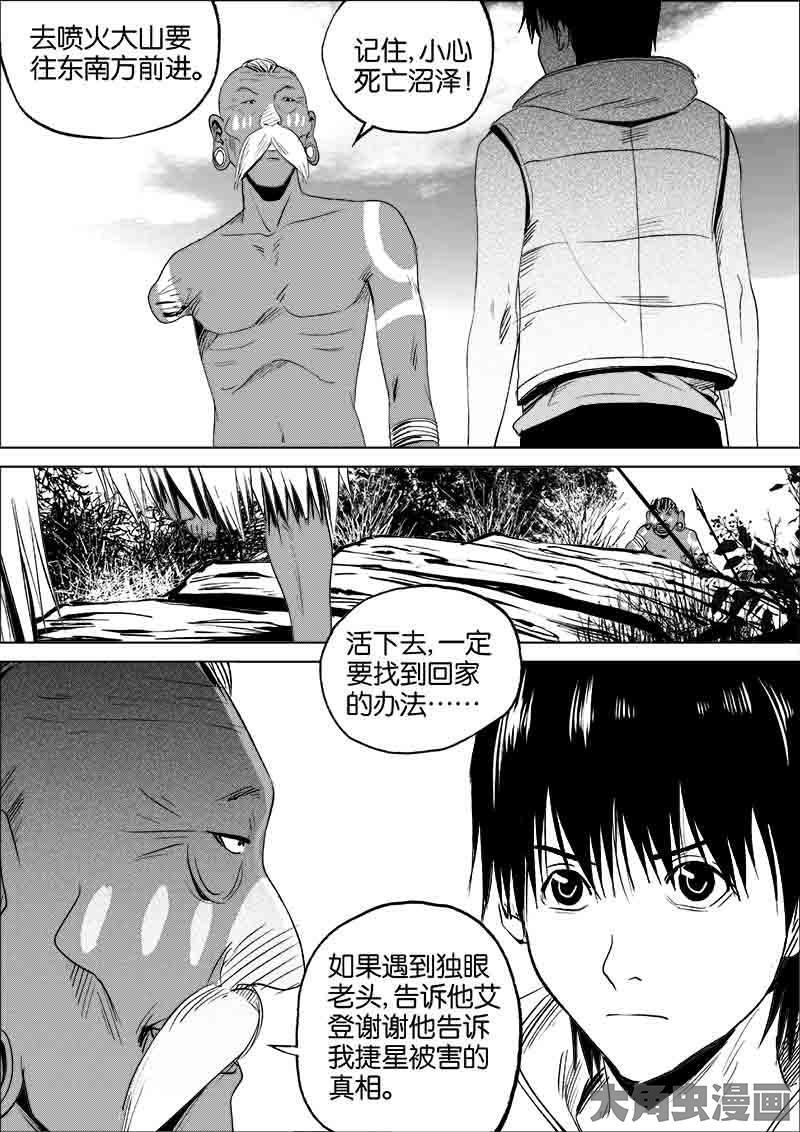 去喷火大山要
往东南方前进。
记住,小心
死亡沼泽!
活下去,一定
要找到回家
的办法……
如果遇到独眼
老头,告诉他艾
登谢谢他告诉
我捷星被害的
真相。
大角虫漫画